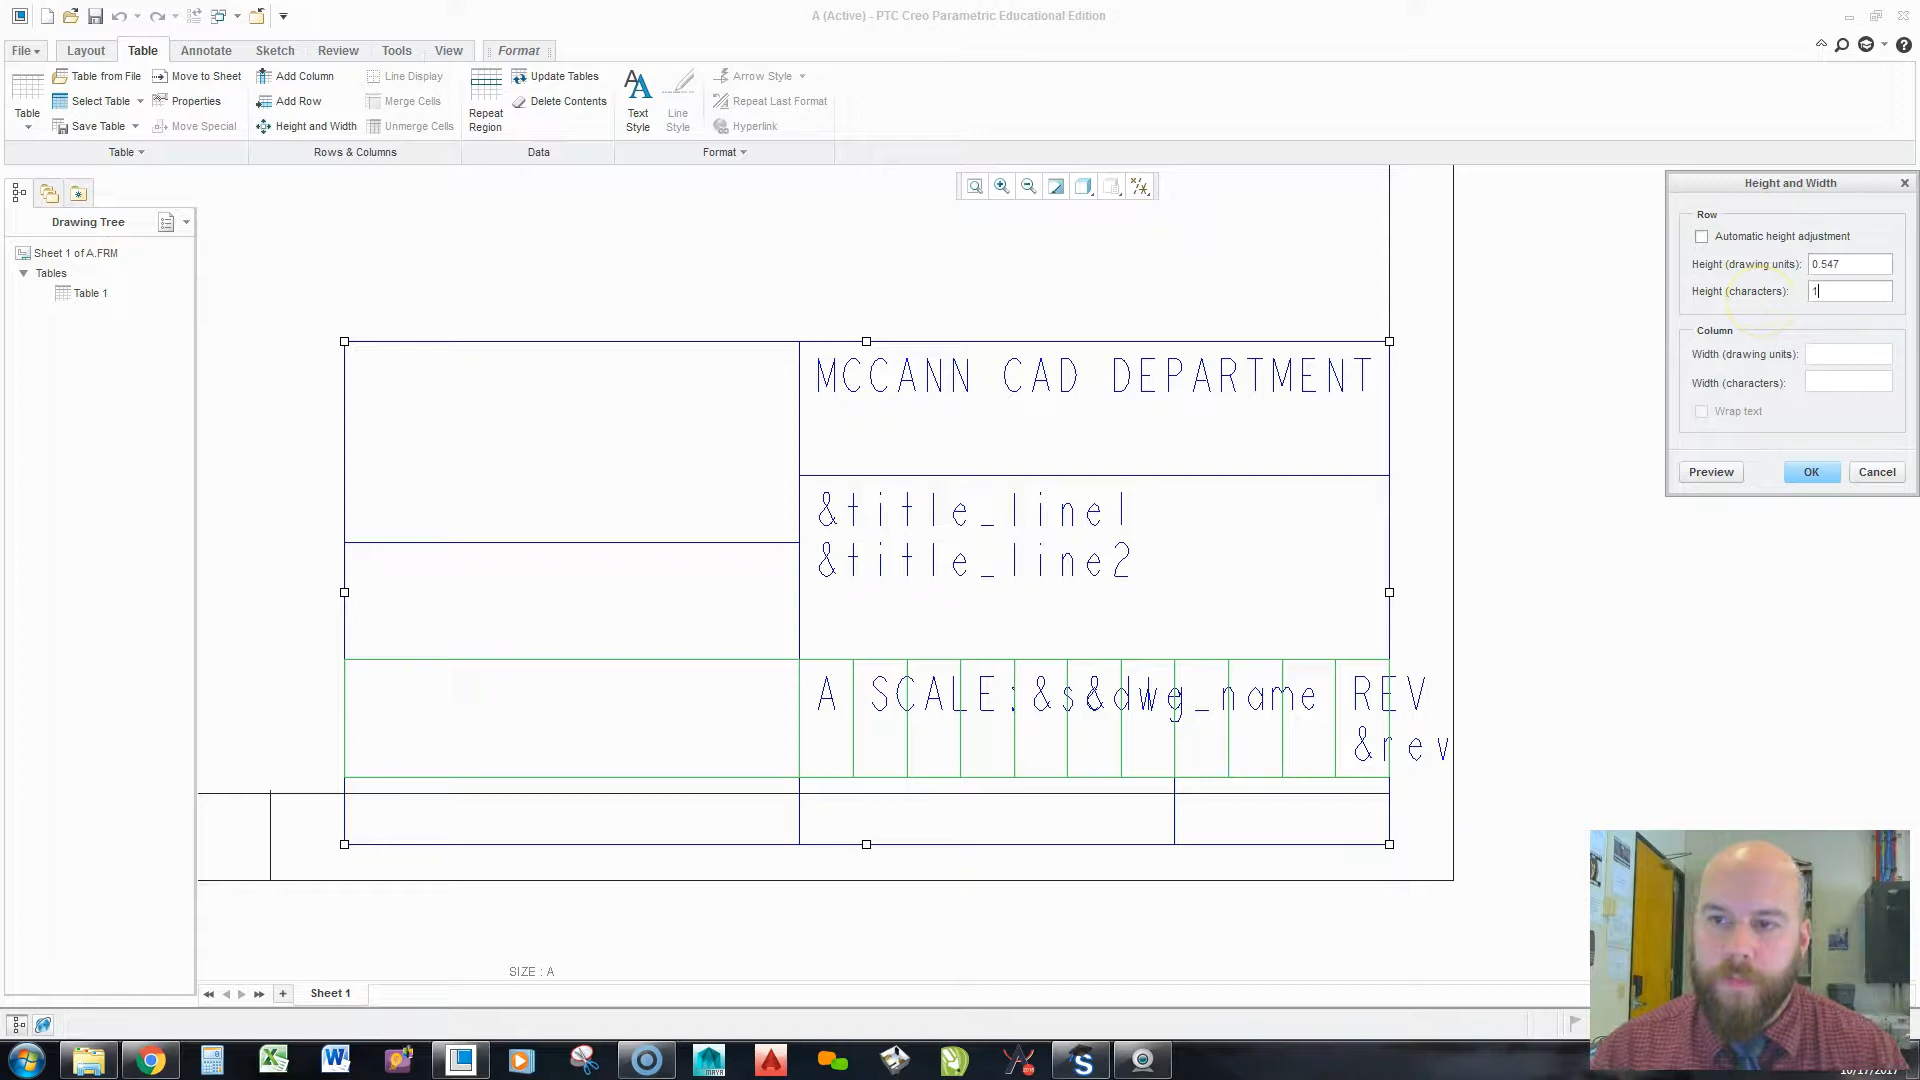 A (Active) - PTC Creo Parametric Educational Edition
File Layout Table Annotate Sketch Review Tools View Format
Table from File Move to Sheet Add Column Line Display Update Tables Arrow Style
Select Table Properties Add Row Merge Cells Delete Contents Repeat Last Format
Table Save Table Move Special Height and Width Unmerge Cells Repeat Region Text Style Line Style Hyperlink
Table Rows & Columns Data Format
Drawing Tree
Sheet 1 of A.FRM
Tables
Table 1
MCCANN CAD DEPARTMENT
&title_line1
&title_line2
A SCALE:&s&dwg_name REV
&rev
SIZE : A
Sheet 1
Height and Width
Row
Automatic height adjustment
Height (drawing units): 0.547
Height (characters): 1
Column
Width (drawing units):
Width (characters):
Wrap text
Preview OK Cancel
MAYA
10/17/2017